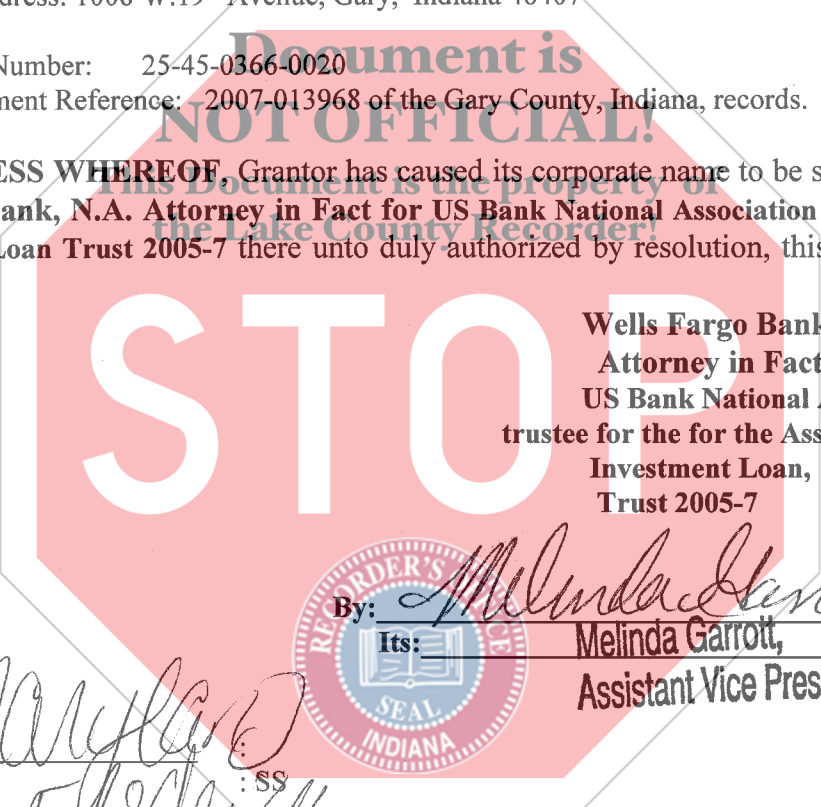 dress: 1008 W.19 Avenue, Gary, Indiana 46407
Number: 25-45-0366-0020
ment Reference: 2007-013968 of the Gary County, Indiana, records.
Document is
NOT OFFICIAL!
This Document is the property of
the Lake County Recorder!
ESS WHEREOF, Grantor has caused its corporate name to be s
ank, N.A. Attorney in Fact for US Bank National Association
Loan Trust 2005-7 there unto duly authorized by resolution, this
STOP
Wells Fargo Bank
Attorney in Fact
US Bank National A
trustee for the for the Ass
Investment Loan,
Trust 2005-7
RECORDER'S OFFICE
SEAL
INDIANA
By: Melinda
Its: Melinda Garrott,
Assistant Vice Pres
Maryland :
: SS